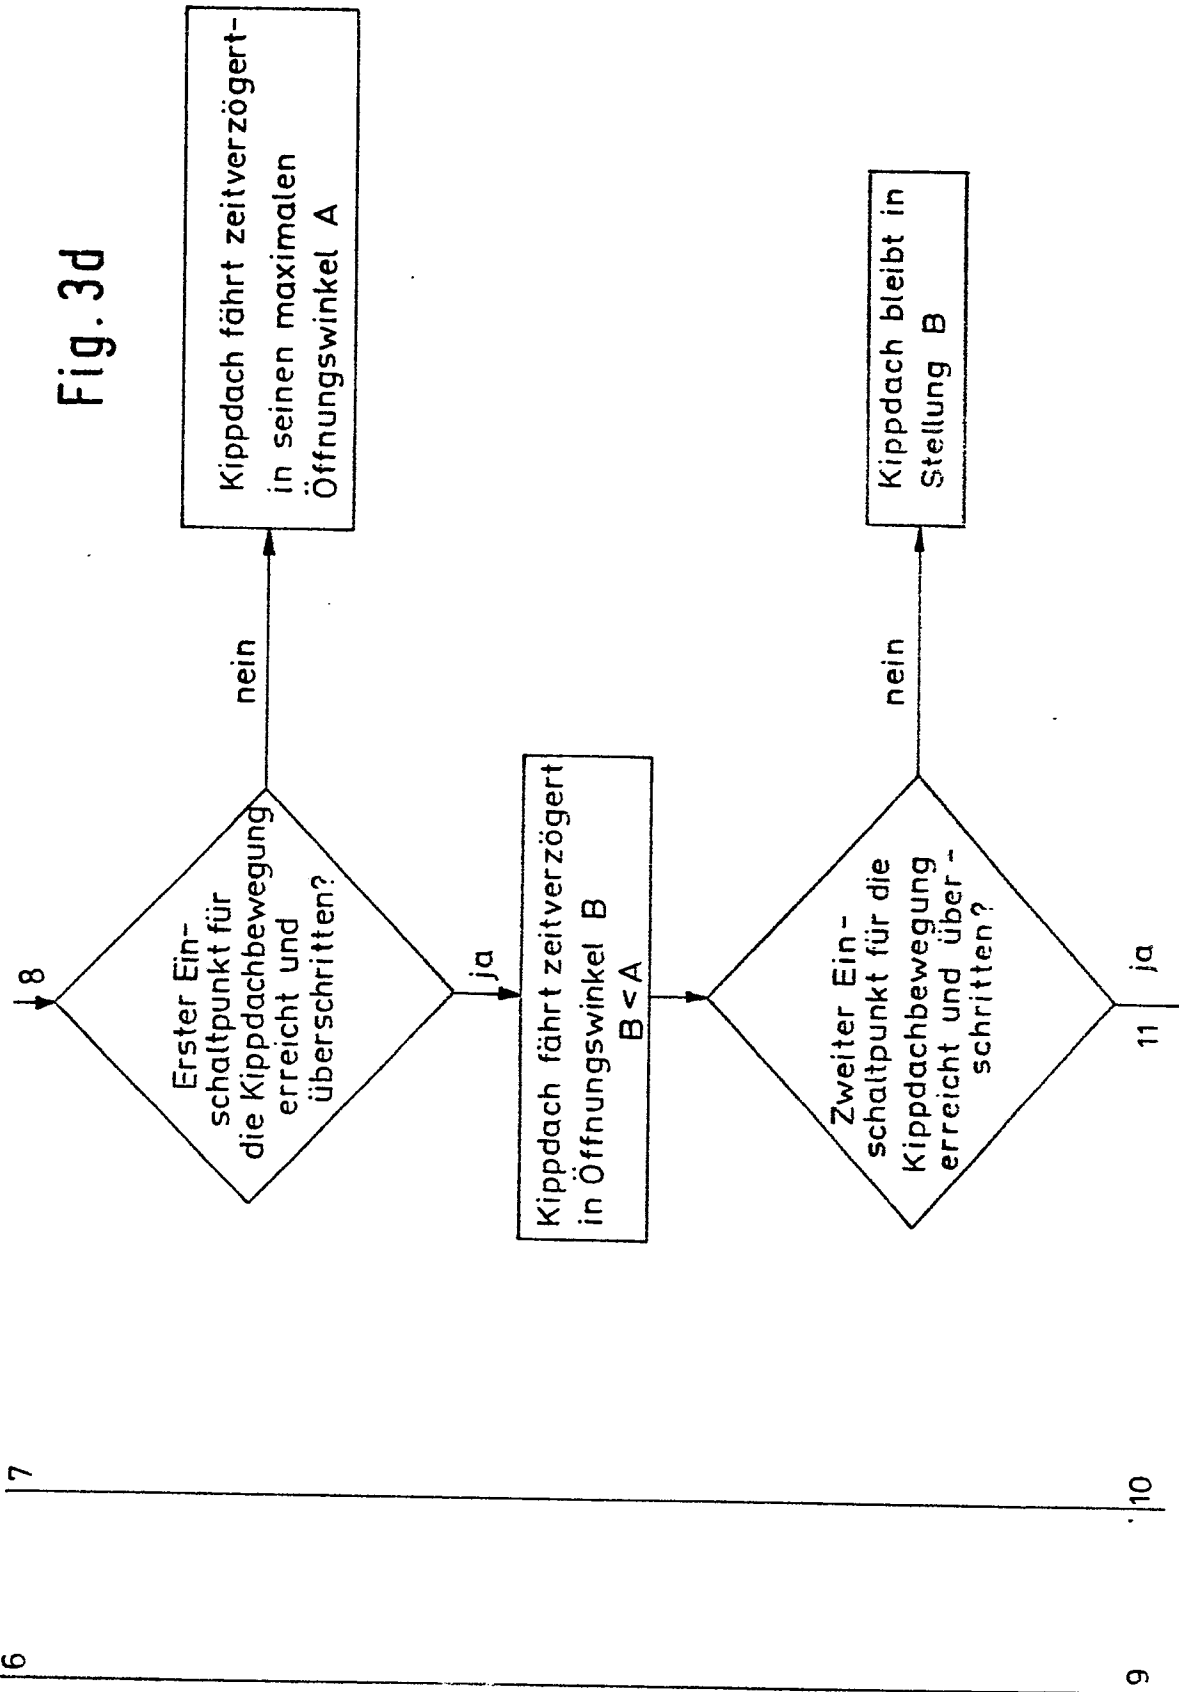 Fig. 3d
6
7
8
Erster Ein-
schaltpunkt für
die Kippdachbewegung
erreicht und
überschritten?
nein
Kippdach fährt zeitverzögert-
in seinen maximalen
Öffnungswinkel A
ja
Kippdach fährt zeitverzögert
in Öffnungswinkel B
B < A
Zweiter Ein-
schaltpunkt für die
Kippdachbewegung
erreicht und über-
schritten?
nein
Kippdach bleibt in
Stellung B
9
10
11
ja